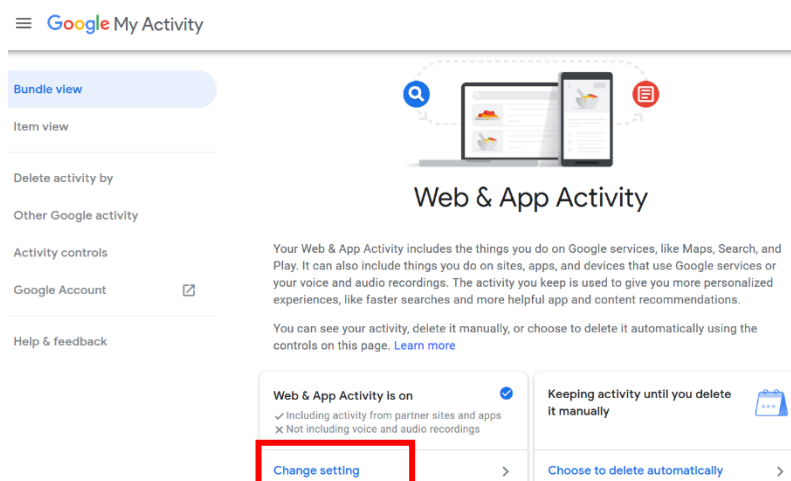 Google My Activity
Bundle view
Item view
Delete activity by
Other Google activity
Activity controls
Google Account
Help & feedback
Web & App Activity
Your Web & App Activity includes the things you do on Google services, like Maps, Search, and
Play. It can also include things you do on sites, apps, and devices that use Google services or
your voice and audio recordings. The activity you keep is used to give you more personalized
experiences, like faster searches and more helpful app and content recommendations.
You can see your activity, delete it manually, or choose to delete it automatically using the
controls on this page. Learn more
Web & App Activity is on
Including activity from partner sites and apps
Not including voice and audio recordings
Change setting
Keeping activity until you delete
it manually
Choose to delete automatically